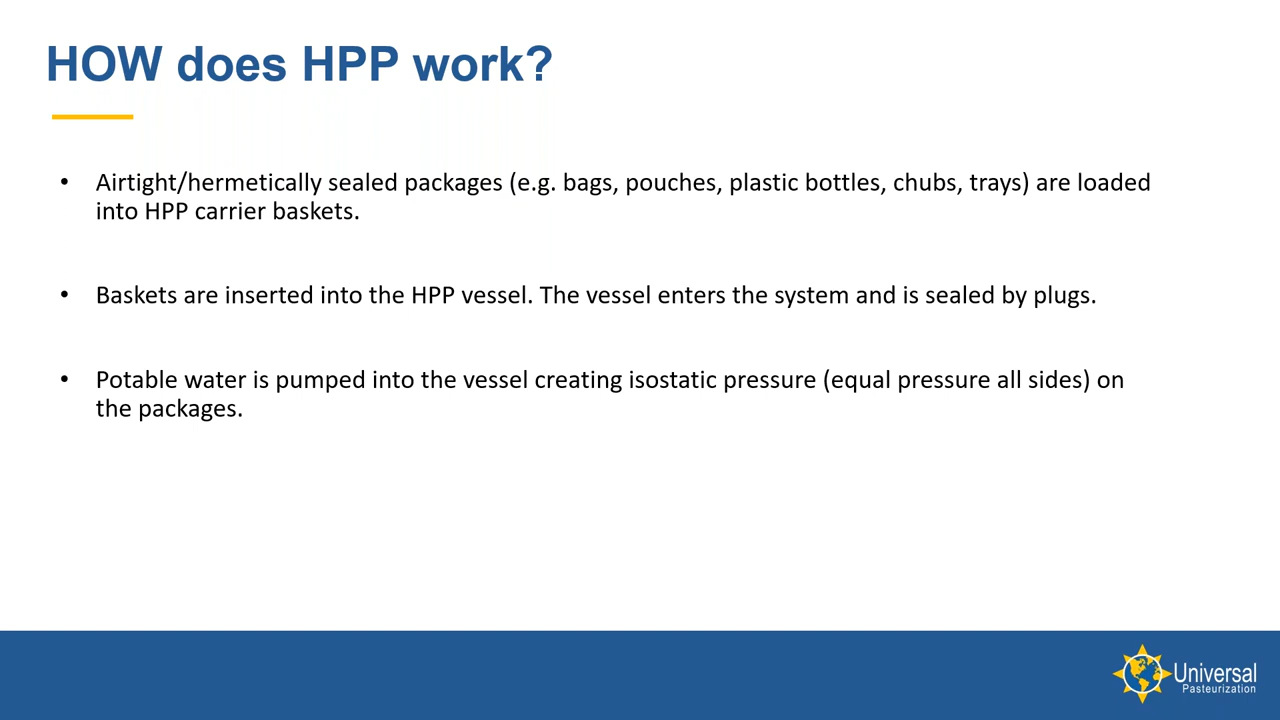 HOW does HPP work?
• Airtight/hermetically sealed packages (e.g. bags, pouches, plastic bottles, chubs, trays) are loaded
into HPP carrier baskets.
• Baskets are inserted into the HPP vessel. The vessel enters the system and is sealed by plugs.
• Potable water is pumped into the vessel creating isostatic pressure (equal pressure all sides) on
the packages.
Universal
Pasteurization